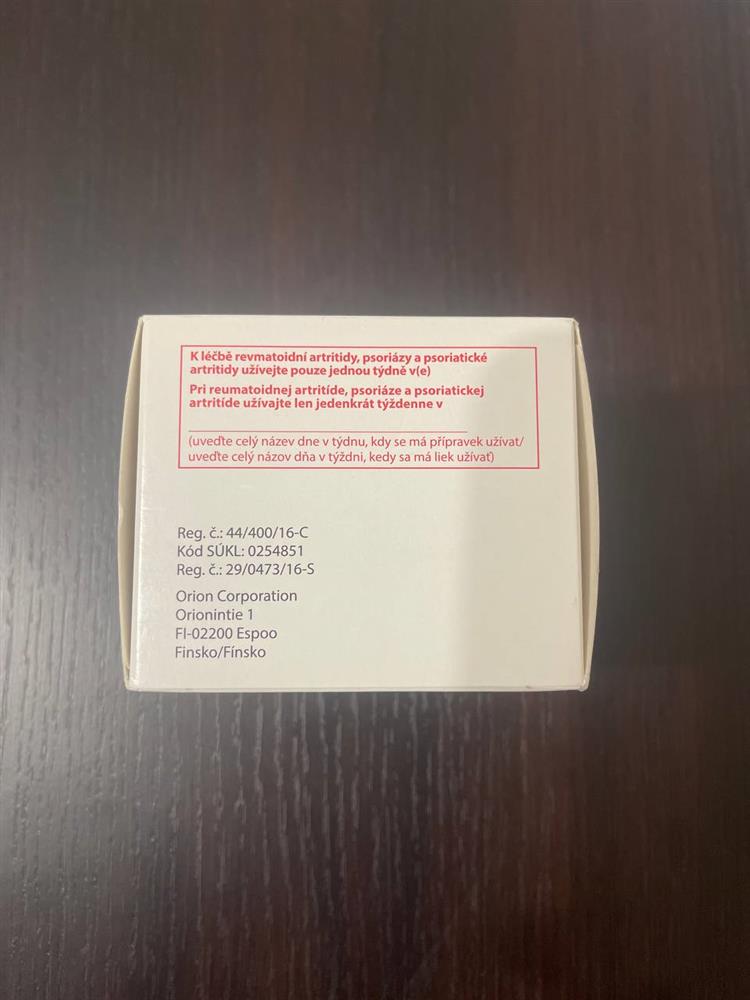 K léčbě revmatoidní artritidy, psoriázy a psoriatické
artritidy užívejte pouze jednou týdně v(e)
Pri reumatoidnej artritíde, psoriáze a psoriatickej
artritíde užívajte len jedenkrát týždenne v
(uveďte celý název dne v týdnu, kdy se má přípravek užívat/
uveďte celý názov dňa v týždni, kedy sa má liek užívať)
Reg. č.: 44/400/16-C
Kód SÚKL: 0254851
Reg. č.: 29/0473/16-S
Orion Corporation
Orionintie 1
FI-02200 Espoo
Finsko/Fínsko